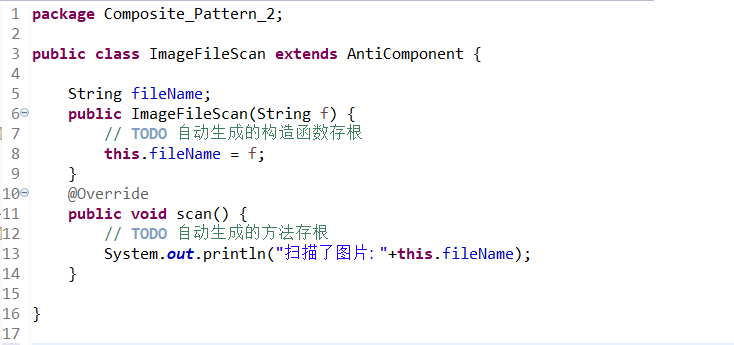 1 package Composite_Pattern_2;
2
3 public class ImageFileScan extends AntiComponent {
4
5     String fileName;
6     public ImageFileScan(String f) {
7         // TODO 自动生成的构造函数存根
8         this.fileName = f;
9     }
10     @Override
11     public void scan() {
12         // TODO 自动生成的方法存根
13         System.out.println("扫描了图片: "+this.fileName);
14     }
15
16 }
17